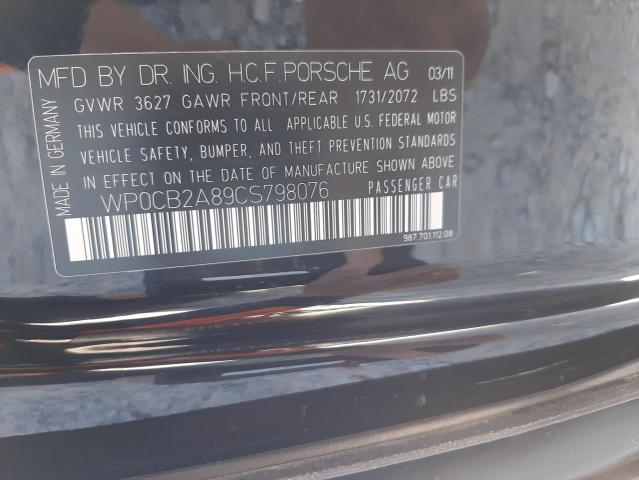 MFD BY DR. ING. H.C.F. PORSCHE AG 03/11
GVWR 3627 GAWR FRONT/REAR 1731/2072 LBS
THIS VEHICLE CONFORMS TO ALL APPLICABLE U.S. FEDERAL MOTOR
VEHICLE SAFETY, BUMPER, AND THEFT PREVENTION STANDARDS
IN EFFECT ON THE DATE OF MANUFACTURE SHOWN ABOVE
WP0CB2A89CS798076 PASSENGER CAR
987.701.112.08
MADE IN GERMANY